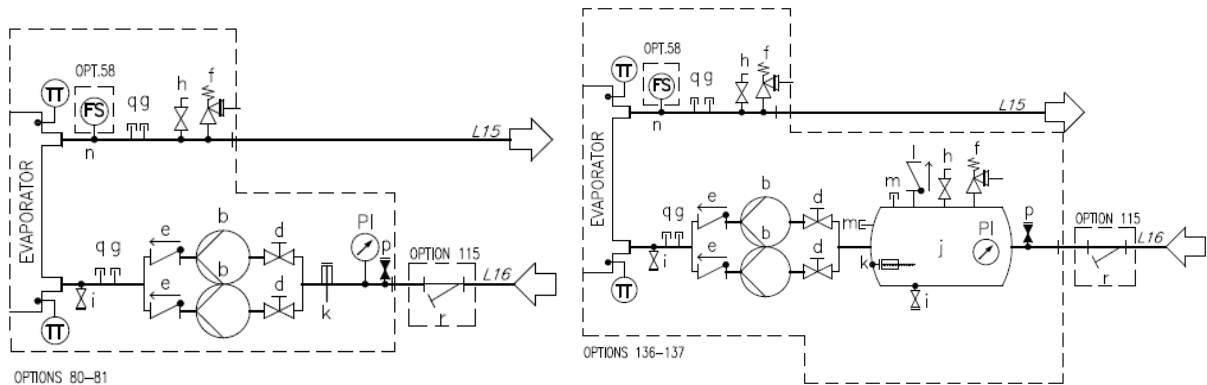 TT
OPT.58
FS
n
q g
h
f
L15
EVAPORATOR
q g
i
e
e
b
b
d
d
k
PI
p
OPTION 115
r
L16
TT
OPTIONS 80-81
TT
OPT.58
FS
n
q g
h
f
L15
EVAPORATOR
q g
i
e
e
b
b
d
d
m
m
l
h
f
k
j
PI
i
p
OPTION 115
r
L16
TT
OPTIONS 136-137